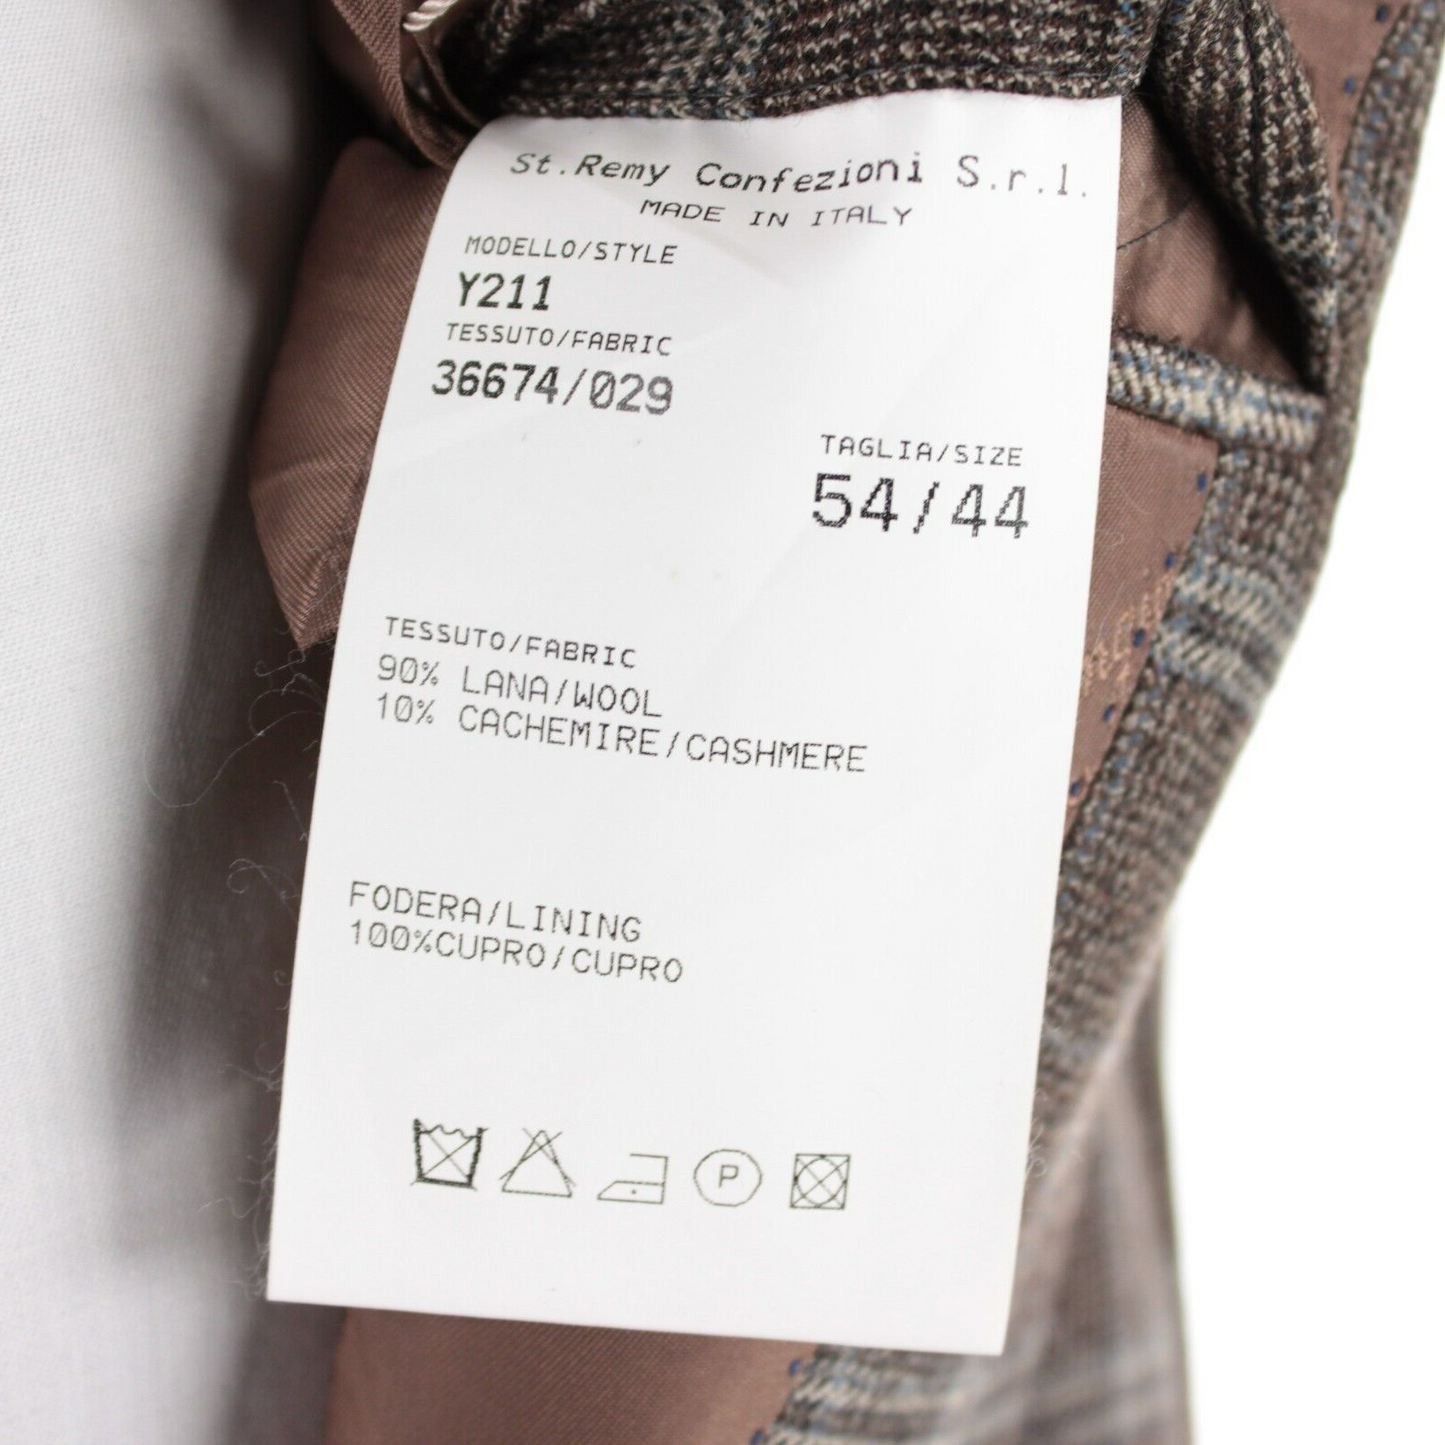 St.Remy Confezioni S.r.l.
MADE IN ITALY
MODELLO/STYLE
Y211
TESSUTO/FABRIC
36674/029
TAGLIA/SIZE
54/44
TESSUTO/FABRIC
90% LANA/WOOL
10% CACHEMIRE/CASHMERE
FODERA/LINING
100%CUPRO/CUPRO
P